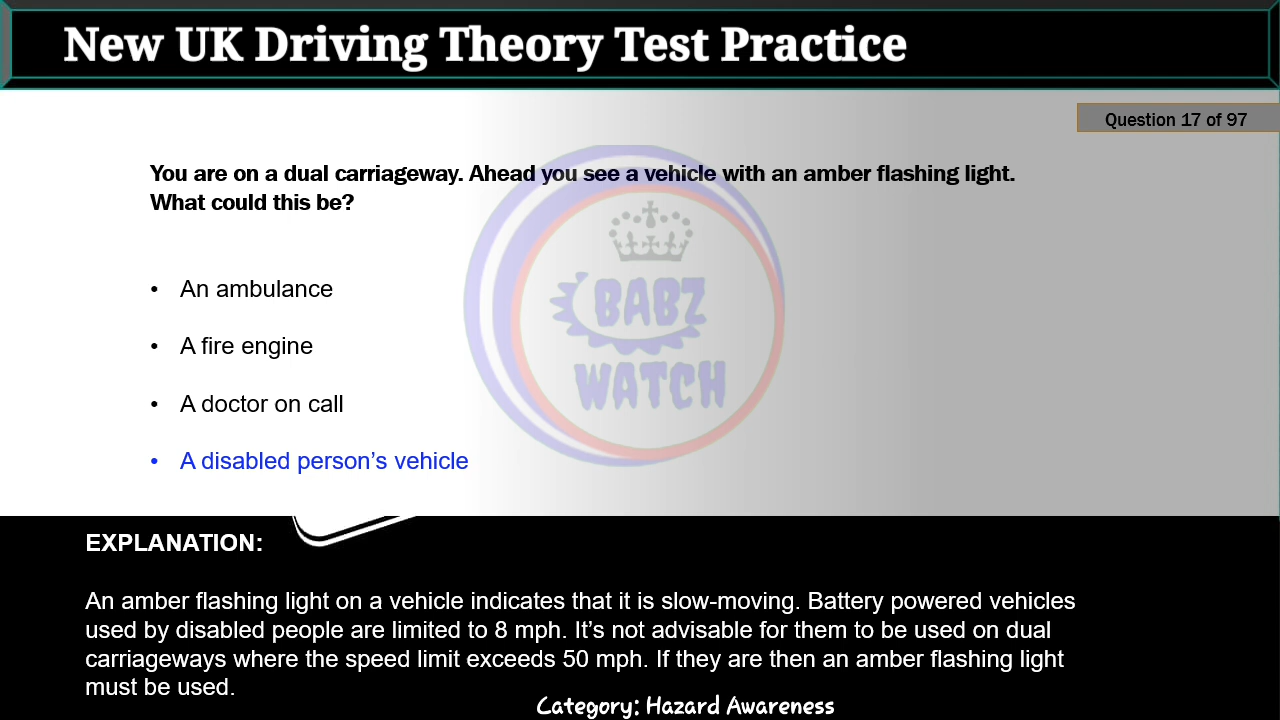 New UK Driving Theory Test Practice
Question 17 of 97
You are on a dual carriageway. Ahead you see a vehicle with an amber flashing light.
What could this be?
• An ambulance
• A fire engine
• A doctor on call
• A disabled person’s vehicle
BABZ
WATCH
EXPLANATION:
An amber flashing light on a vehicle indicates that it is slow-moving. Battery powered vehicles
used by disabled people are limited to 8 mph. It’s not advisable for them to be used on dual
carriageways where the speed limit exceeds 50 mph. If they are then an amber flashing light
must be used.
Category: Hazard Awareness